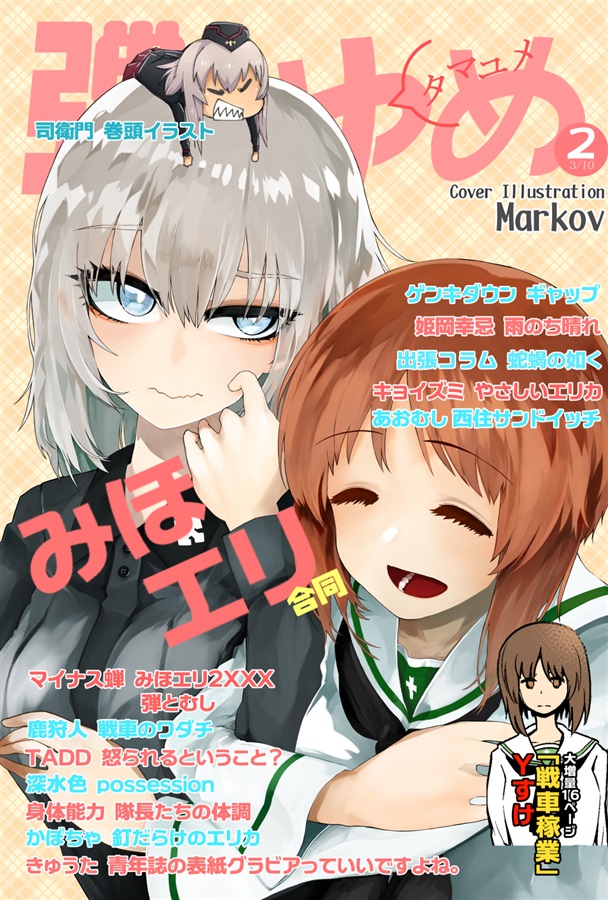 弾ゆめ
タマユメ
司衛門 巻頭イラスト
2
3/10
Cover Illustration
Markov
ゲンキダウン ギャップ
姫岡幸忌 雨のち晴れ
出張コラム 蛇蝎の如く
キョイズミ やさしいエリカ
あおむし 西住サンドイッチ
みほ
エリ
合同
マイナス蝉 みほエリ2XXX
弾とむし
鹿狩人 戦車のワダチ
TADD 怒られるということ?
深水色 possession
身体能力 隊長たちの体調
かぼちゃ 釘だらけのエリカ
きゅうた 青年誌の表紙グラビアっていいですよね。
大増量16ページ
「戦車稼業」
Yすけ